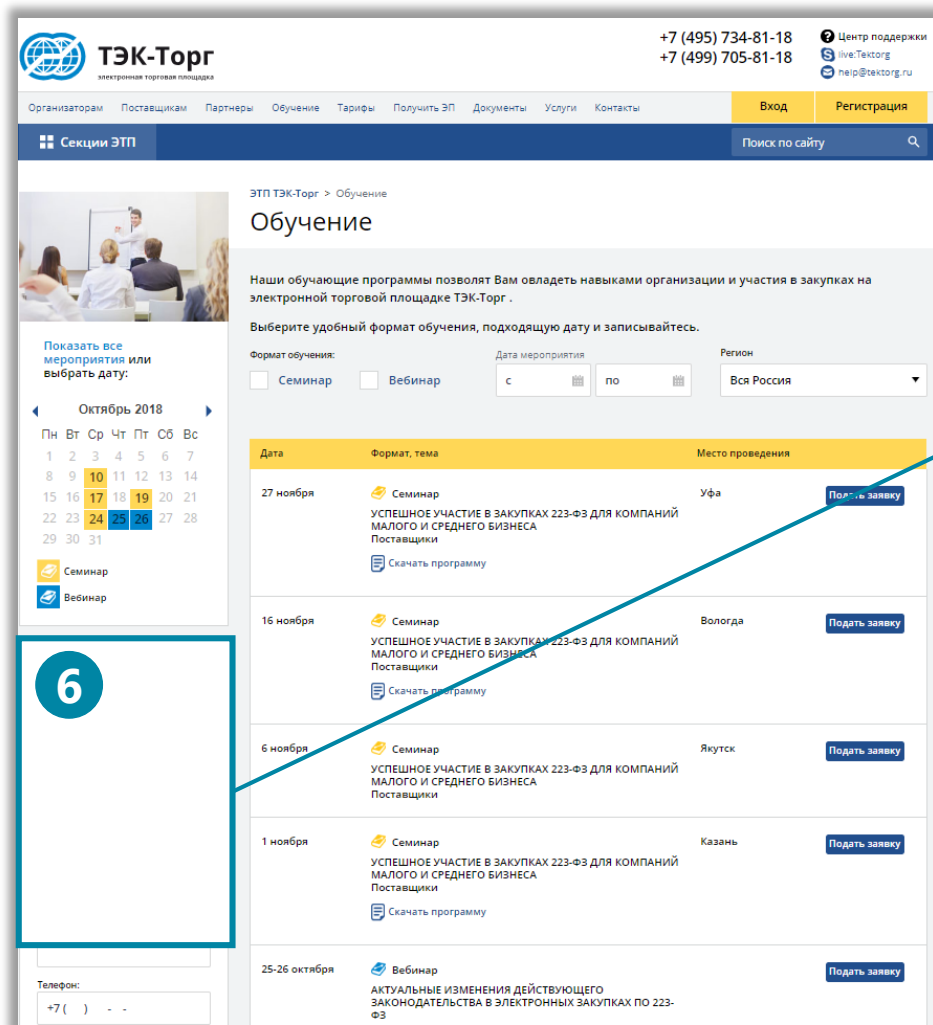 ТЭК-Торг
электронная торговая площадка
+7 (495) 734-81-18
+7 (499) 705-81-18
Центр поддержки
live:Tektorg
help@tektorg.ru
Организаторам Поставщикам Партнеры Обучение Тарифы Получить ЭП Документы Услуги Контакты
Вход Регистрация
Секции ЭТП
Поиск по сайту
ЭТП ТЭК-Торг > Обучение
Обучение
Наши обучающие программы позволят Вам овладеть навыками организации и участия в закупках на
электронной торговой площадке ТЭК-Торг .
Выберите удобный формат обучения, подходящую дату и записывайтесь.
Формат обучения: Дата мероприятия Регион
Семинар Вебинар с по Вся Россия
Показать все
мероприятия или
выбрать дату:
Октябрь 2018
Пн Вт Ср Чт Пт Сб Вс
1 2 3 4 5 6 7
8 9 10 11 12 13 14
15 16 17 18 19 20 21
22 23 24 25 26 27 28
29 30 31
Семинар
Вебинар
6
Телефон:
+7 ( ) - -
Дата Формат, тема Место проведения
27 ноября Семинар Уфа Подать заявку
УСПЕШНОЕ УЧАСТИЕ В ЗАКУПКАХ 223-ФЗ ДЛЯ КОМПАНИЙ
МАЛОГО И СРЕДНЕГО БИЗНЕСА
Поставщики
Скачать программу
16 ноября Семинар Вологда Подать заявку
УСПЕШНОЕ УЧАСТИЕ В ЗАКУПКАХ 223-ФЗ ДЛЯ КОМПАНИЙ
МАЛОГО И СРЕДНЕГО БИЗНЕСА
Поставщики
Скачать программу
6 ноября Семинар Якутск Подать заявку
УСПЕШНОЕ УЧАСТИЕ В ЗАКУПКАХ 223-ФЗ ДЛЯ КОМПАНИЙ
МАЛОГО И СРЕДНЕГО БИЗНЕСА
Поставщики
1 ноября Семинар Казань Подать заявку
УСПЕШНОЕ УЧАСТИЕ В ЗАКУПКАХ 223-ФЗ ДЛЯ КОМПАНИЙ
МАЛОГО И СРЕДНЕГО БИЗНЕСА
Поставщики
Скачать программу
25-26 октября Вебинар Подать заявку
АКТУАЛЬНЫЕ ИЗМЕНЕНИЯ ДЕЙСТВУЮЩЕГО
ЗАКОНОДАТЕЛЬСТВА В ЭЛЕКТРОННЫХ ЗАКУПКАХ ПО 223-
ФЗ